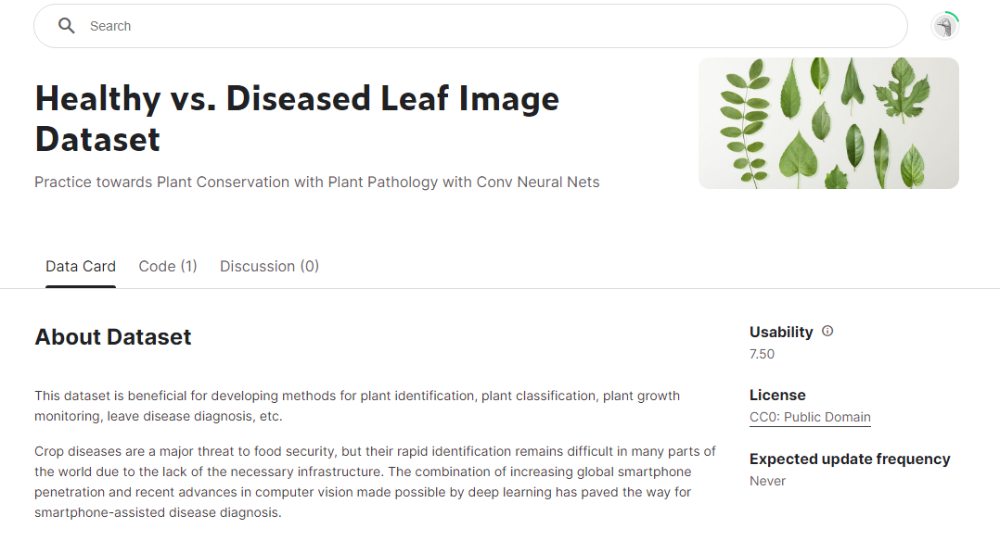 Search
Healthy vs. Diseased Leaf Image
Dataset
Practice towards Plant Conservation with Plant Pathology with Conv Neural Nets
Data Card
Code (1)
Discussion (0)
About Dataset
This dataset is beneficial for developing methods for plant identification, plant classification, plant growth
monitoring, leave disease diagnosis, etc.
Crop diseases are a major threat to food security, but their rapid identification remains difficult in many parts of
the world due to the lack of the necessary infrastructure. The combination of increasing global smartphone
penetration and recent advances in computer vision made possible by deep learning has paved the way for
smartphone-assisted disease diagnosis.
Usability
7.50
License
CC0: Public Domain
Expected update frequency
Never